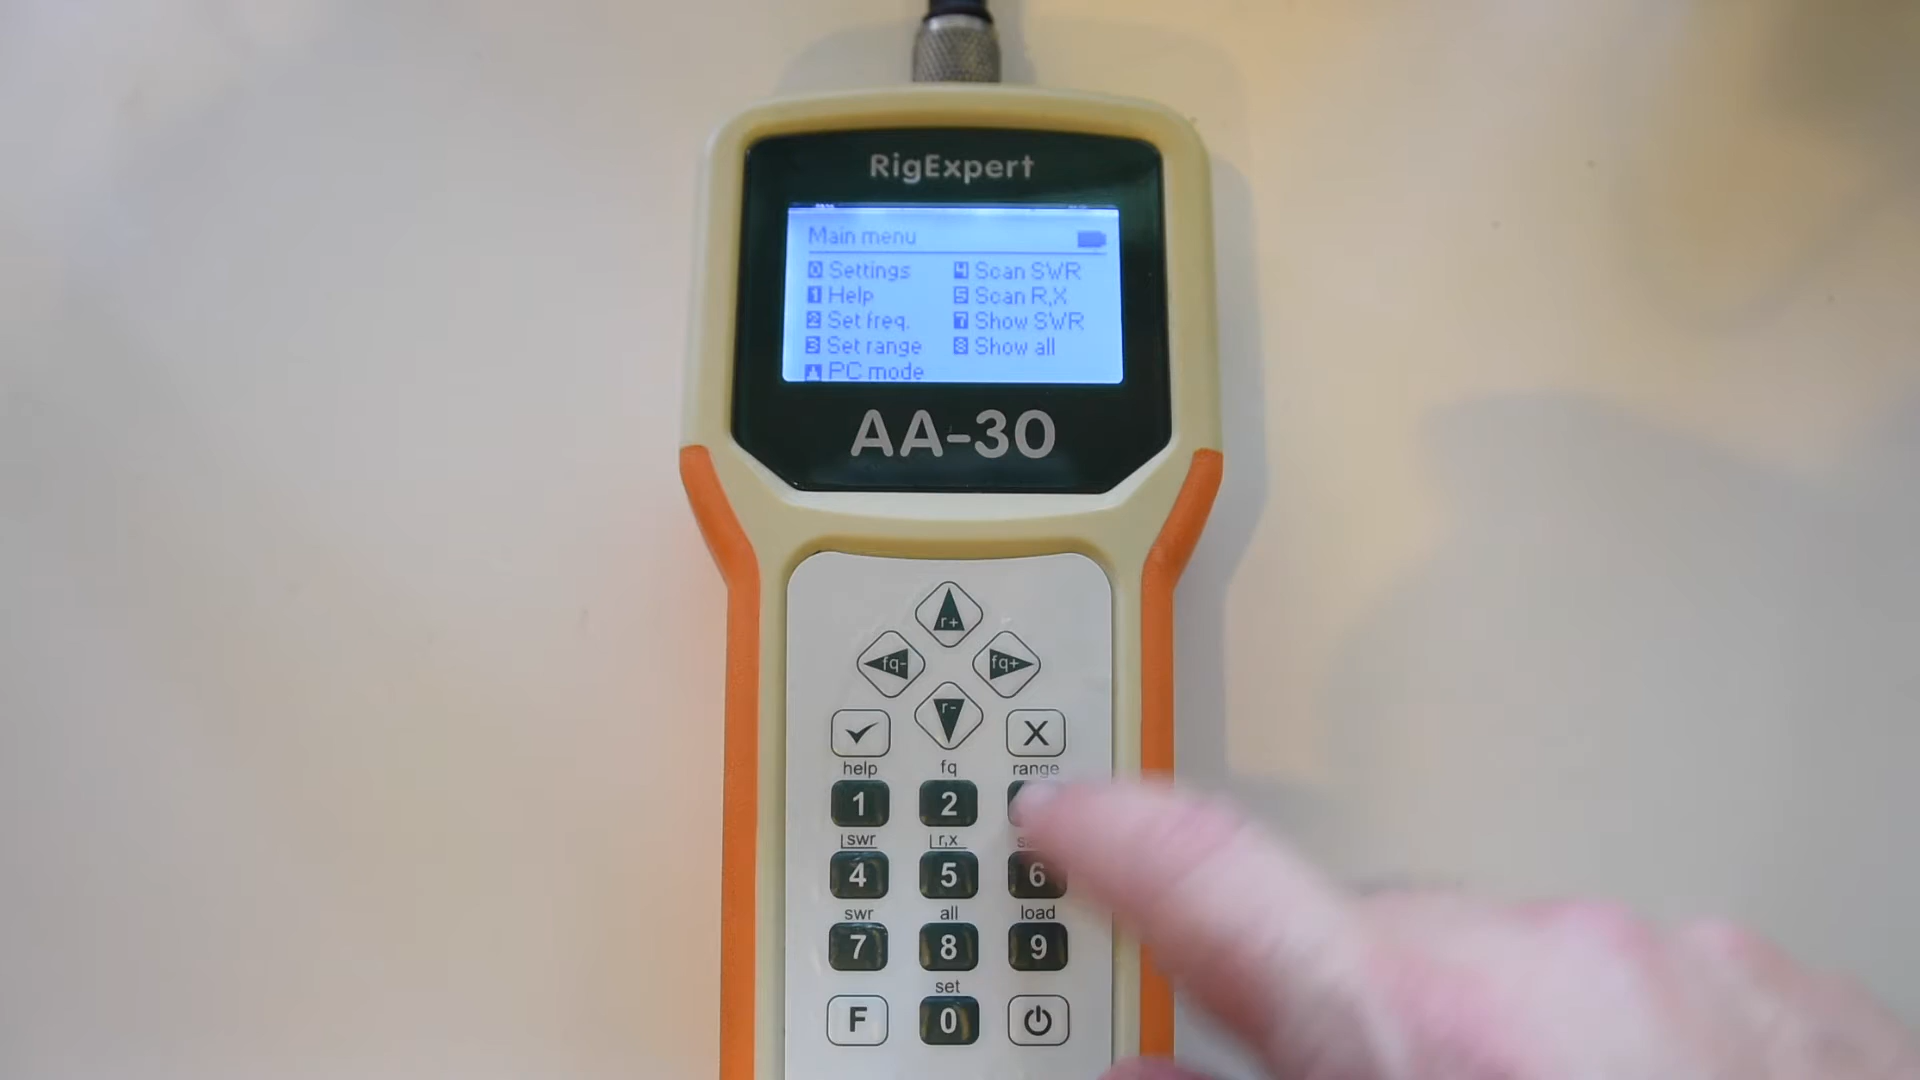 RigExpert
Main menu
0 Settings
1 Help
2 Set freq.
3 Set range
PC mode
4 Scan SWR
5 Scan R,X
7 Show SWR
8 Show all
AA-30
r+
fq-
fq+
r-
X
help fq range
1 2
swr r,x
4 5 6
swr all load
7 8 9
set
F 0